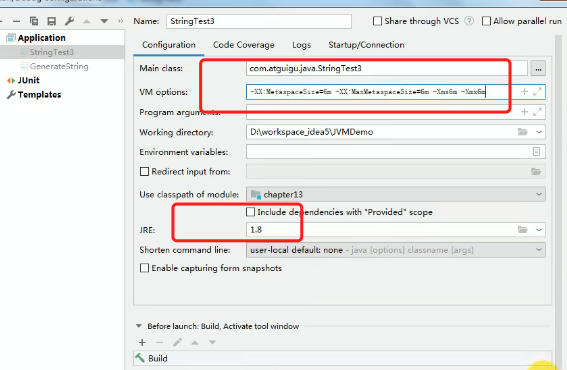 Name: StringTest3 Share through VCS ? Allow parallel run
Application
StringTest3
GenerateString
JUnit
Templates
Configuration Code Coverage Logs Startup/Connection
Main class: com.atguigu.java.StringTest3 ...
VM options: -XX:MetaspaceSize=6m -XX:MaxMetaspaceSize=6m -Xmx6m -Xmx6m
Program arguments:
Working directory: D:\workspace_idea5\JVMDemo
Environment variables:
Redirect input from:
Use classpath of module: chapter13
Include dependencies with "Provided" scope
JRE: 1.8
Shorten command line: user-local default: none - java [options] classname [args]
Enable capturing form snapshots
Before launch: Build, Activate tool window
Build